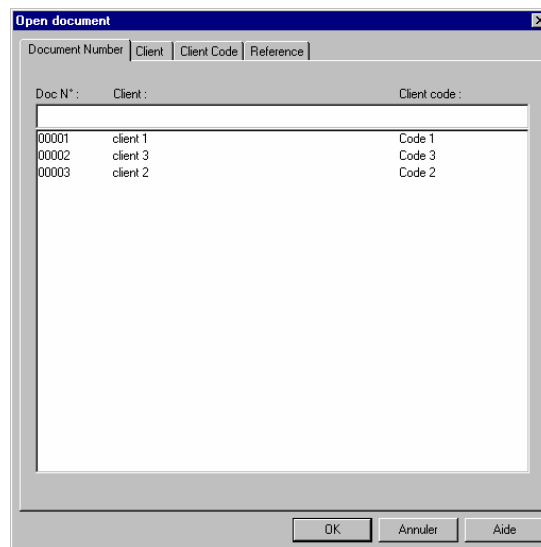 Open document
Document Number Client Client Code Reference
Doc N° : Client : Client code :
00001 client 1 Code 1
00002 client 3 Code 3
00003 client 2 Code 2
OK Annuler Aide